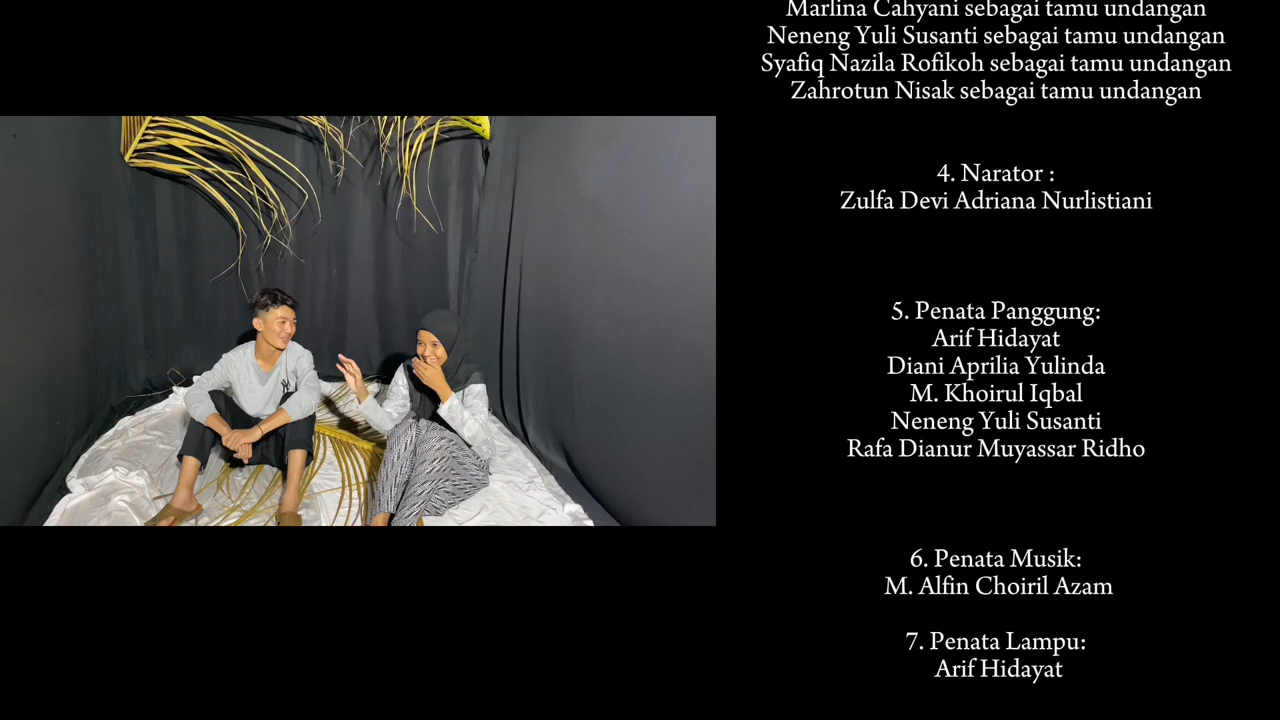 Marlina Cahyani sebagai tamu undangan
Neneng Yuli Susanti sebagai tamu undangan
Syafiq Nazila Rofikoh sebagai tamu undangan
Zahrotun Nisak sebagai tamu undangan
4. Narator :
Zulfa Devi Adriana Nurlistiani
5. Penata Panggung:
Arif Hidayat
Diani Aprilia Yulinda
M. Khoirul Iqbal
Neneng Yuli Susanti
Rafa Dianur Muyassar Ridho
6. Penata Musik:
M. Alfin Choiril Azam
7. Penata Lampu:
Arif Hidayat